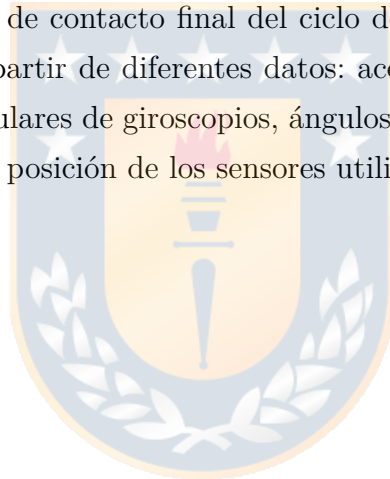 de contacto final del ciclo d
partir de diferentes datos: ac
ulares de giroscopios, ángulos
posición de los sensores utili